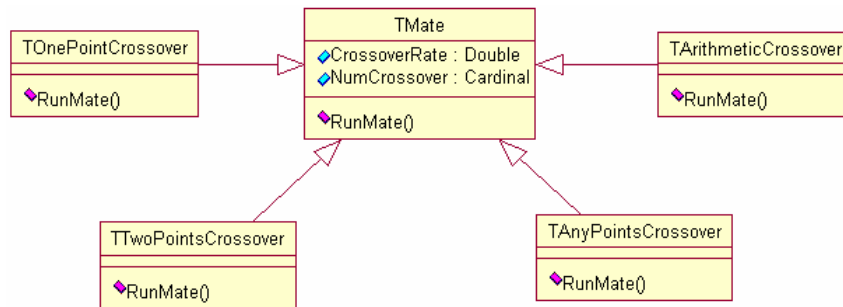 TOnePointCrossover
RunMate()
TMate
CrossoverRate : Double
NumCrossover : Cardinal
RunMate()
TArithmeticCrossover
RunMate()
TTwoPointsCrossover
RunMate()
TAnyPointsCrossover
RunMate()